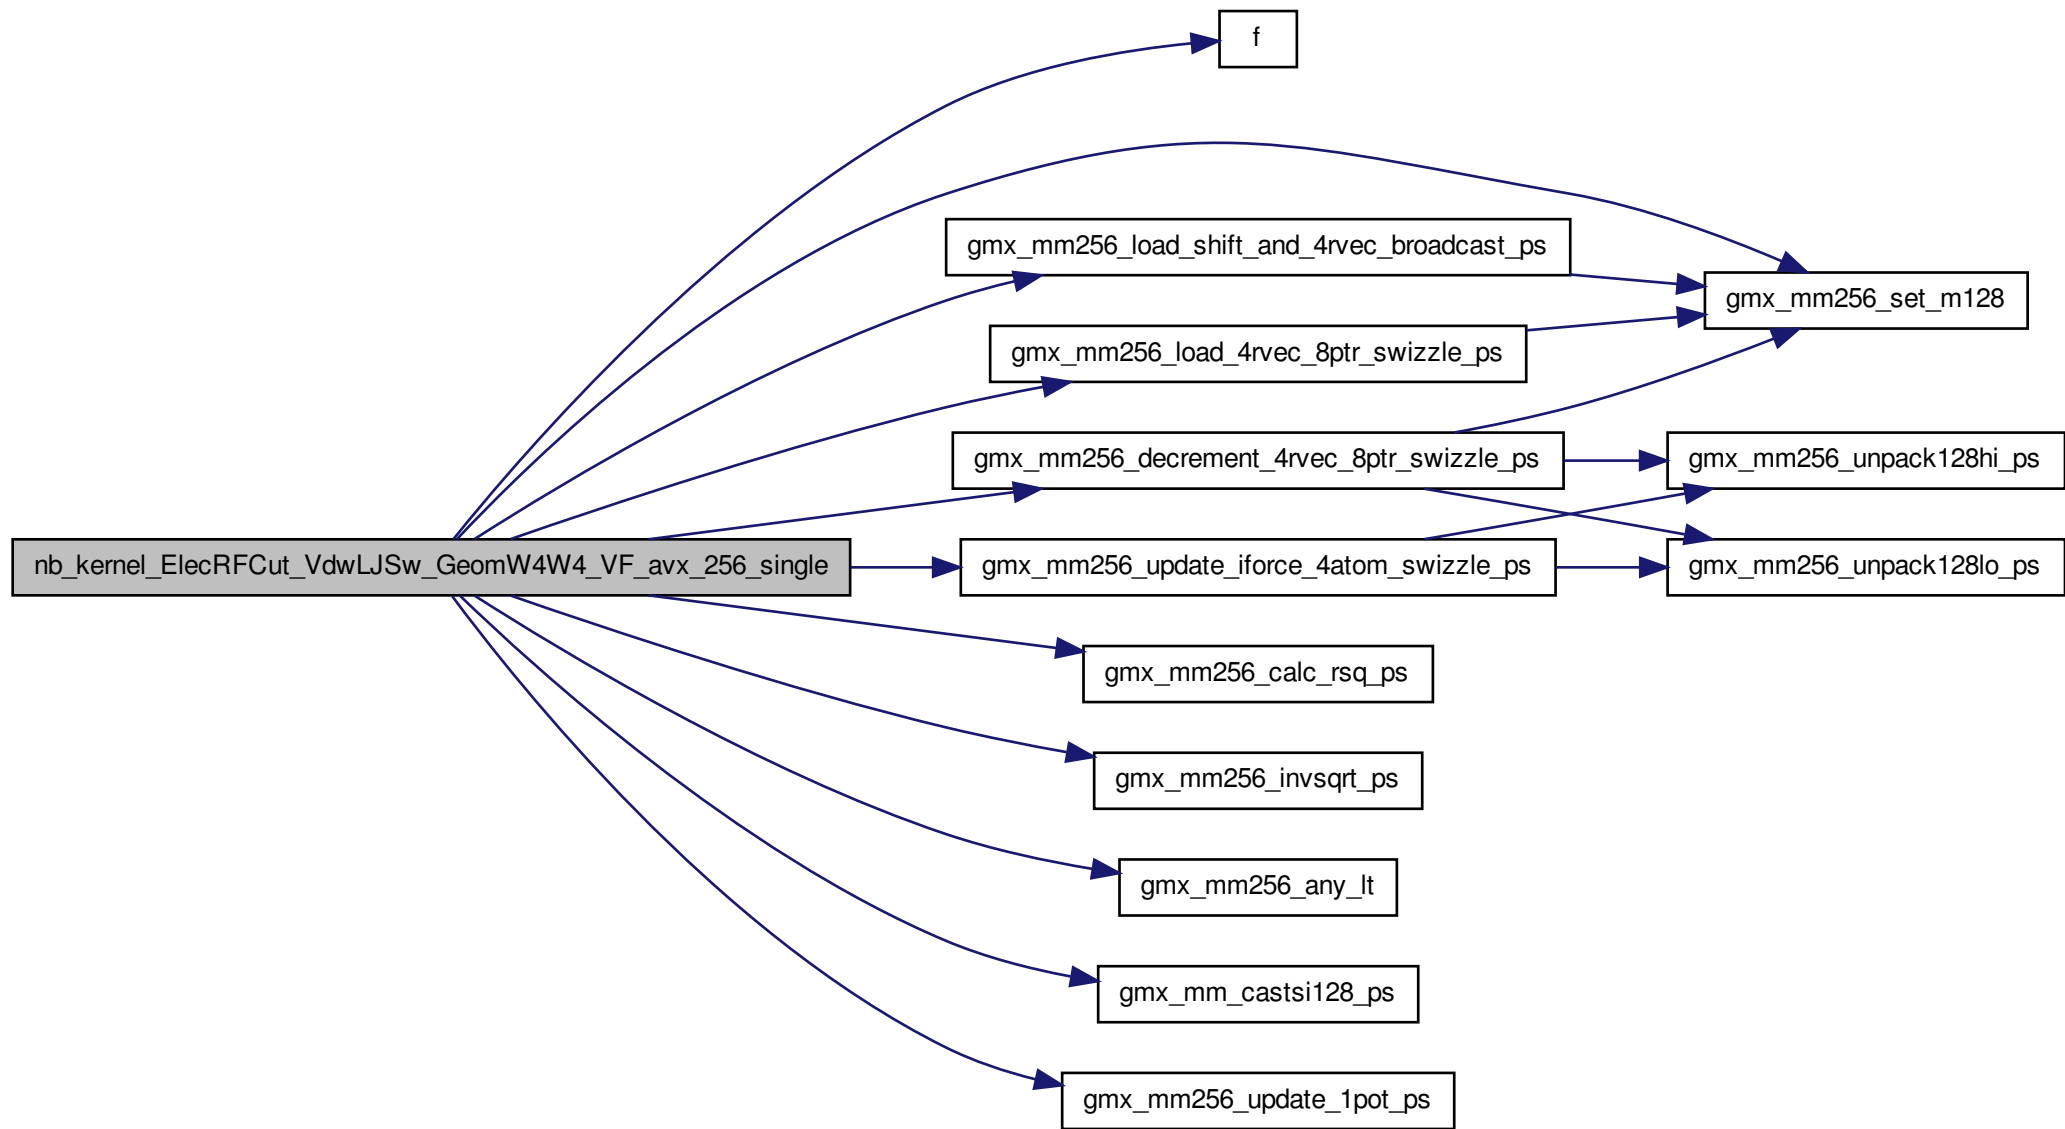 f
gmx_mm256_load_shift_and_4rvec_broadcast_ps
gmx_mm256_set_m128
gmx_mm256_load_4rvec_8ptr_swizzle_ps
gmx_mm256_decrement_4rvec_8ptr_swizzle_ps
gmx_mm256_unpack128hi_ps
nb_kernel_ElecRFCut_VdwLJSw_GeomW4W4_VF_avx_256_single
gmx_mm256_update_iforce_4atom_swizzle_ps
gmx_mm256_unpack128lo_ps
gmx_mm256_calc_rsq_ps
gmx_mm256_invsqrt_ps
gmx_mm256_any_lt
gmx_mm_castsi128_ps
gmx_mm256_update_1pot_ps